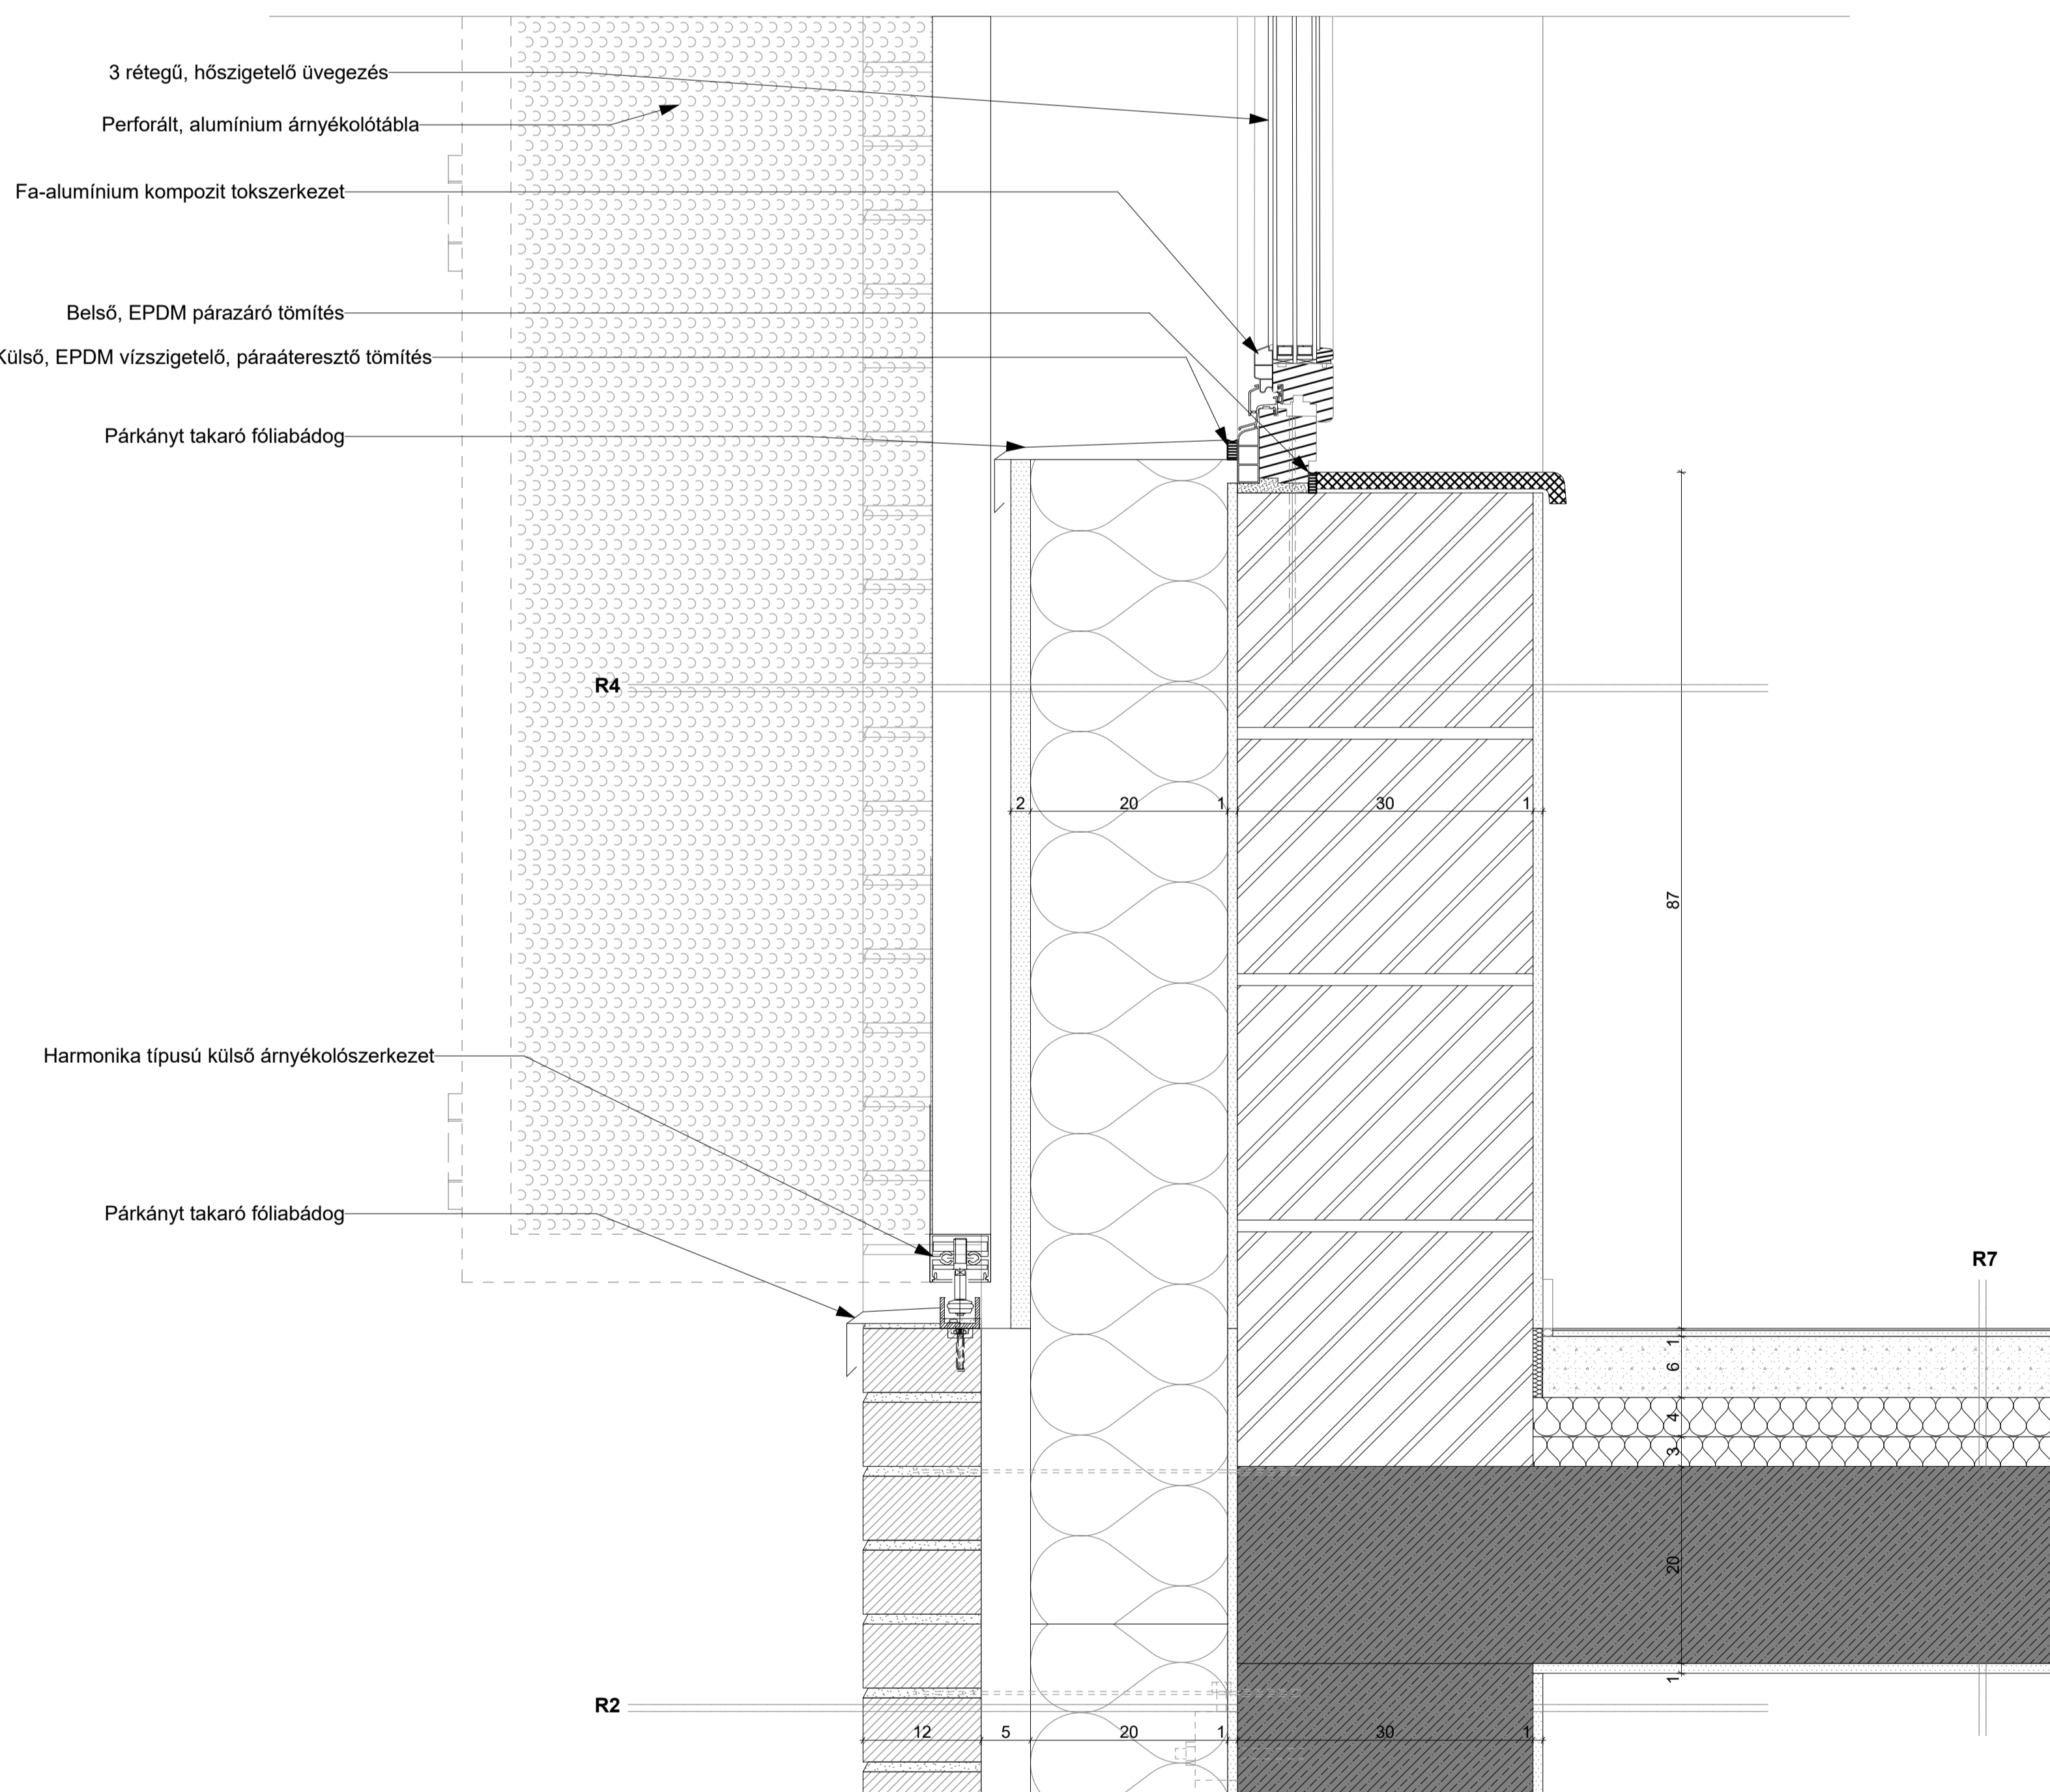 3 rétegű, hőszigetelő üvegezés
Perforált, alumínium árnyékolótábla
Fa-alumínium kompozit tokszerkezet
Belső, EPDM párazáró tömítés
Külső, EPDM vízszigetelő, páraáteresztő tömítés
Párkányt takaró fóliabádog
R4
2 20 1 30 1
87
Harmonika típusú külső árnyékolószerkezet
Párkányt takaró fóliabádog
R7
1
6
4
3
20
1
R2
12 5 20 1 30 1